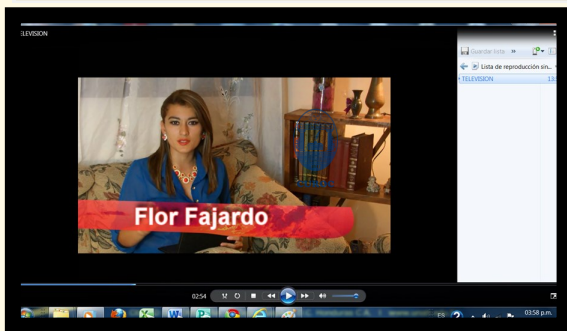 TELEVISION
Guardar lista »
Lista de reproducción sin...
TELEVISION
Flor Fajardo
02:54
ES
03:58 p.m.